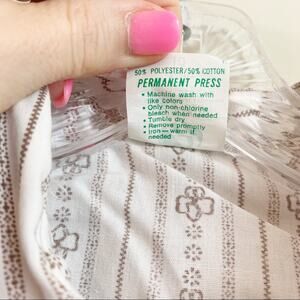 50% POLYESTER/50% COTTON
PERMANENT PRESS
• Machine wash with
like colors
• Only non-chlorine
bleach when needed
• Tumble dry
• Remove promptly
• Iron—warm if
needed